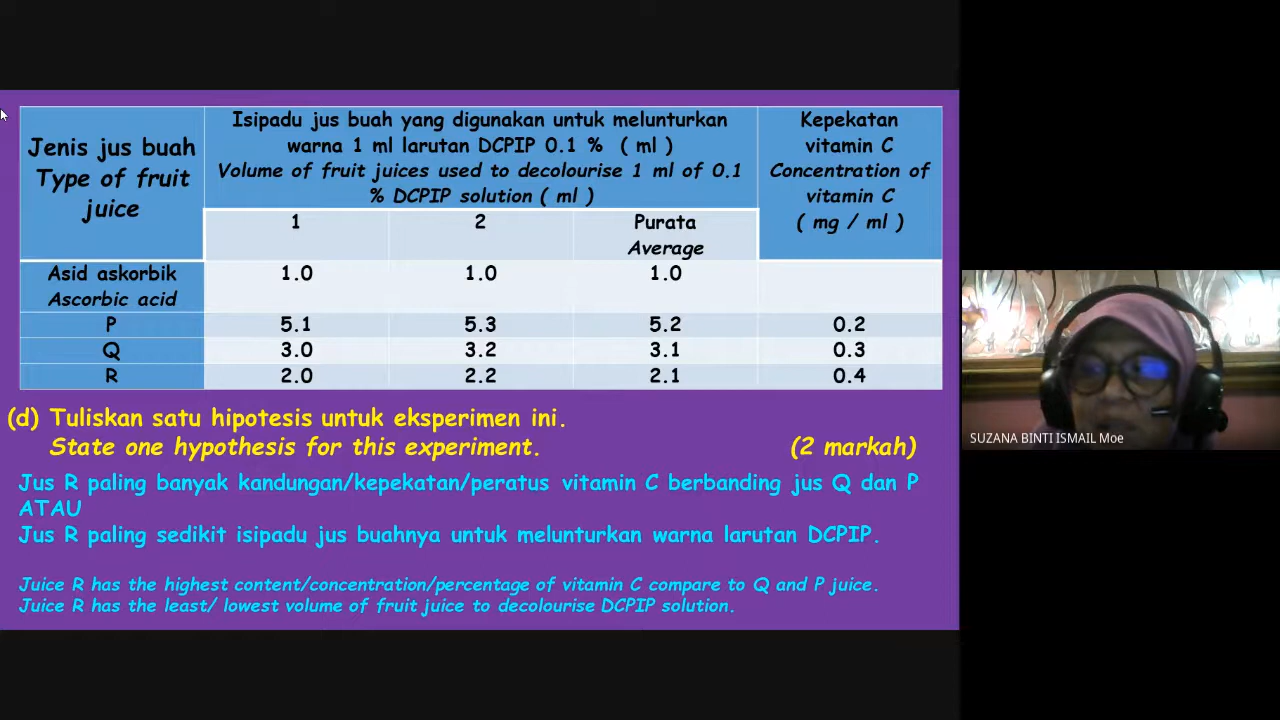 Jenis jus buah
Type of fruit
juice
Isipadu jus buah yang digunakan untuk melunturkan
warna 1 ml larutan DCPIP 0.1 % ( ml )
Volume of fruit juices used to decolourise 1 ml of 0.1
% DCPIP solution ( ml )
Kepekatan
vitamin C
Concentration of
vitamin C
( mg / ml )
1 2 Purata
Average
Asid askorbik 1.0 1.0 1.0
Ascorbic acid
P 5.1 5.3 5.2 0.2
Q 3.0 3.2 3.1 0.3
R 2.0 2.2 2.1 0.4
(d) Tuliskan satu hipotesis untuk eksperimen ini.
State one hypothesis for this experiment. (2 markah)
Jus R paling banyak kandungan/kepekatan/peratus vitamin C berbanding jus Q dan P
ATAU
Jus R paling sedikit isipadu jus buahnya untuk melunturkan warna larutan DCPIP.
Juice R has the highest content/concentration/percentage of vitamin C compare to Q and P juice.
Juice R has the least/ lowest volume of fruit juice to decolourise DCPIP solution.
SUZANA BINTI ISMAIL Moe